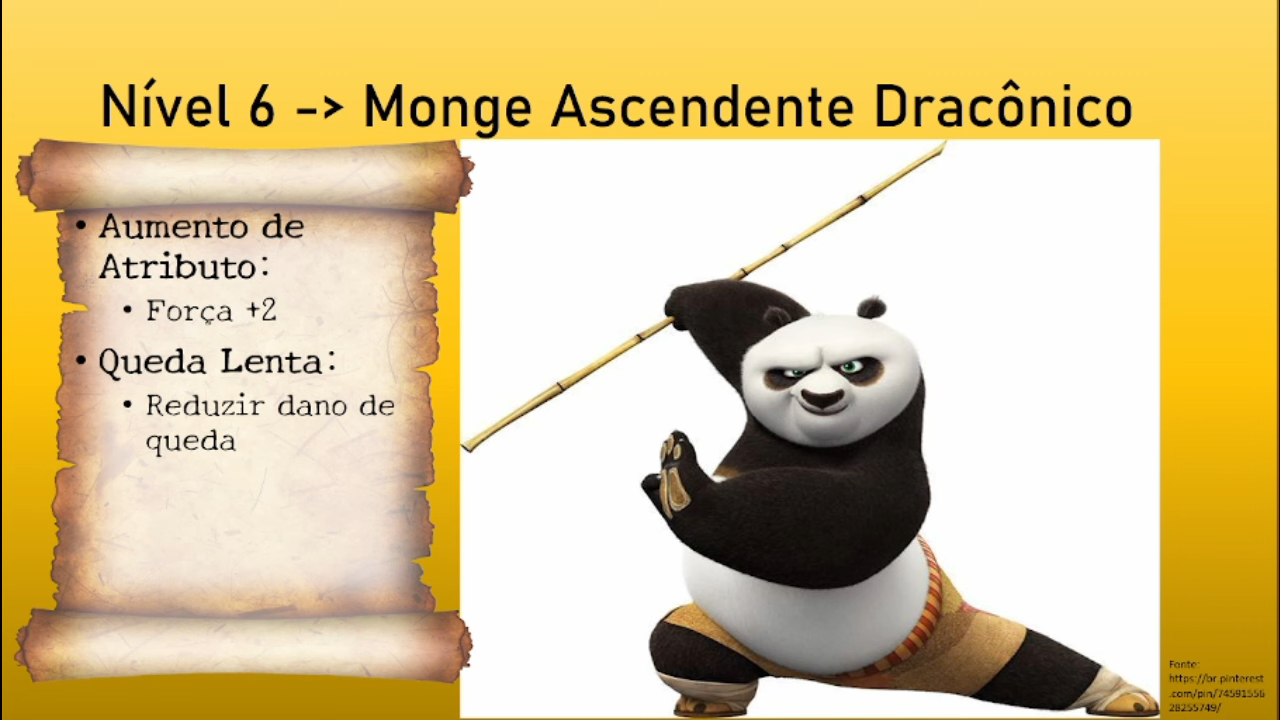 Nível 6 -> Monge Ascendente Dracônico
• Aumento de
Atributo:
• Força +2
• Queda Lenta:
• Reduzir dano de
queda
Fonte:
https://br.pinterest
.com/pin/74591556
28255749/